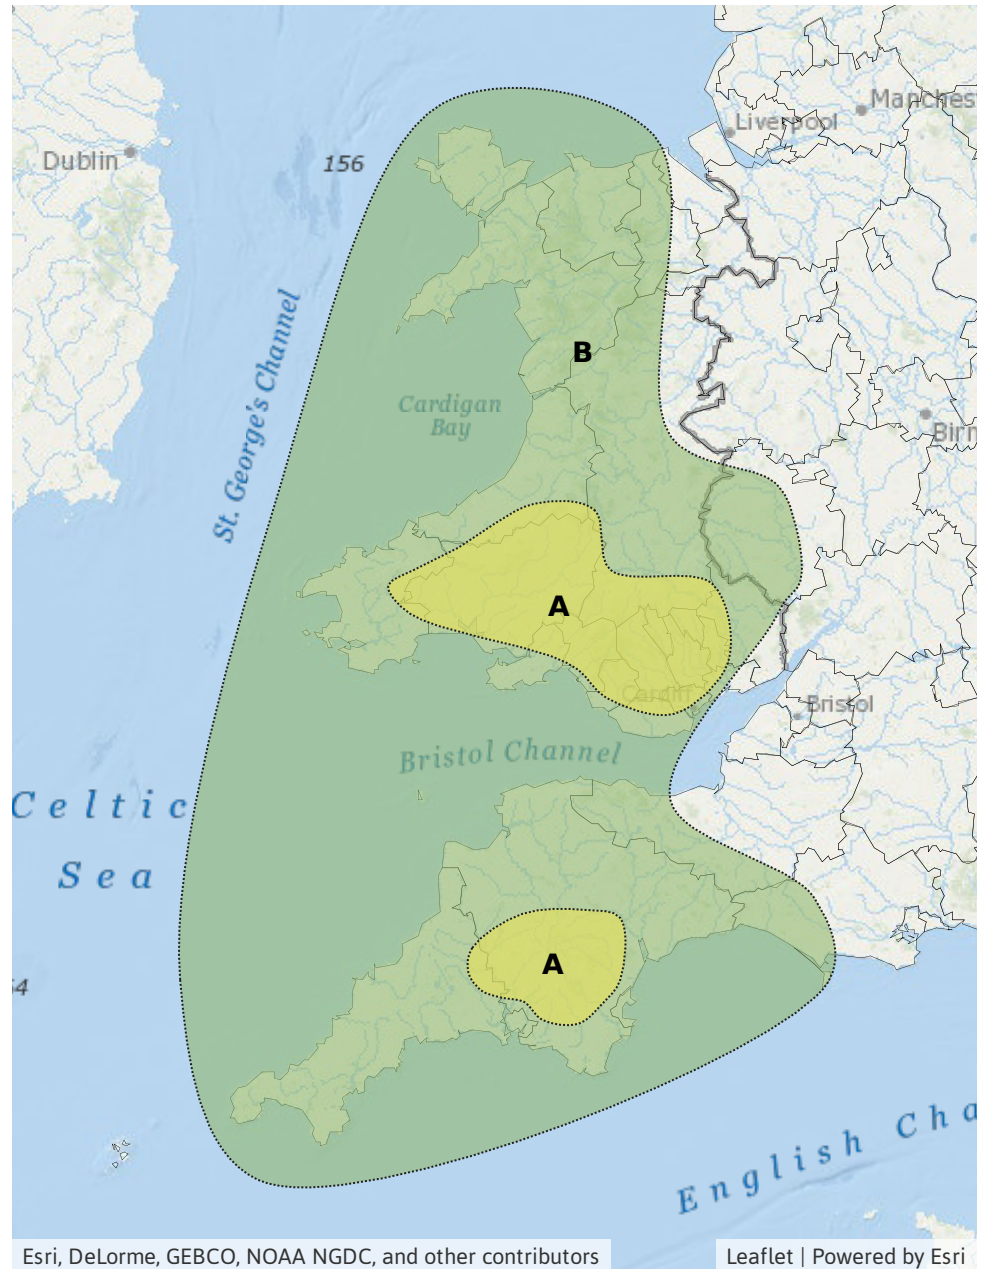 Manches
Liverpool
Dublin
156
St. George's Channel
B
Cardigan
Bay
Birm
A
Cardiff
Bristol
Bristol Channel
Celtic
Sea
A
54
English Cha
Esri, DeLorme, GEBCO, NOAA NGDC, and other contributors
Leaflet | Powered by Esri